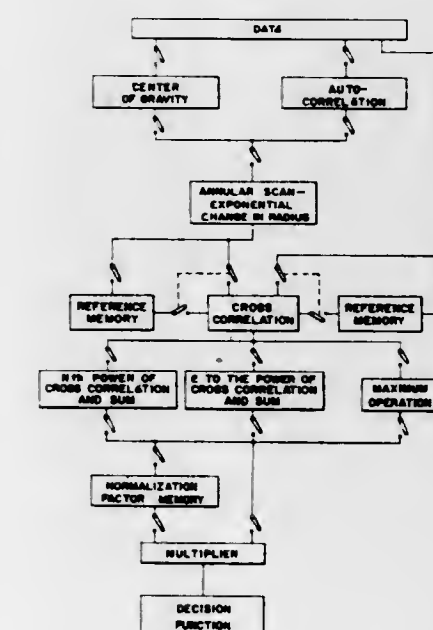 DATA
CENTER
OF GRAVITY
AUTO-
CORRELATION
ANNULAR SCAN—
EXPONENTIAL
CHANGE IN RADIUS
REFERENCE
MEMORY
CROSS
CORRELATION
REFERENCE
MEMORY
Nth POWER OF
CROSS CORRELATION
AND SUM
E TO THE POWER OF
CROSS CORRELATION
AND SUM
MAXIMUM
OPERATION
NORMALIZATION
FACTOR MEMORY
MULTIPLIER
DECISION
FUNCTION